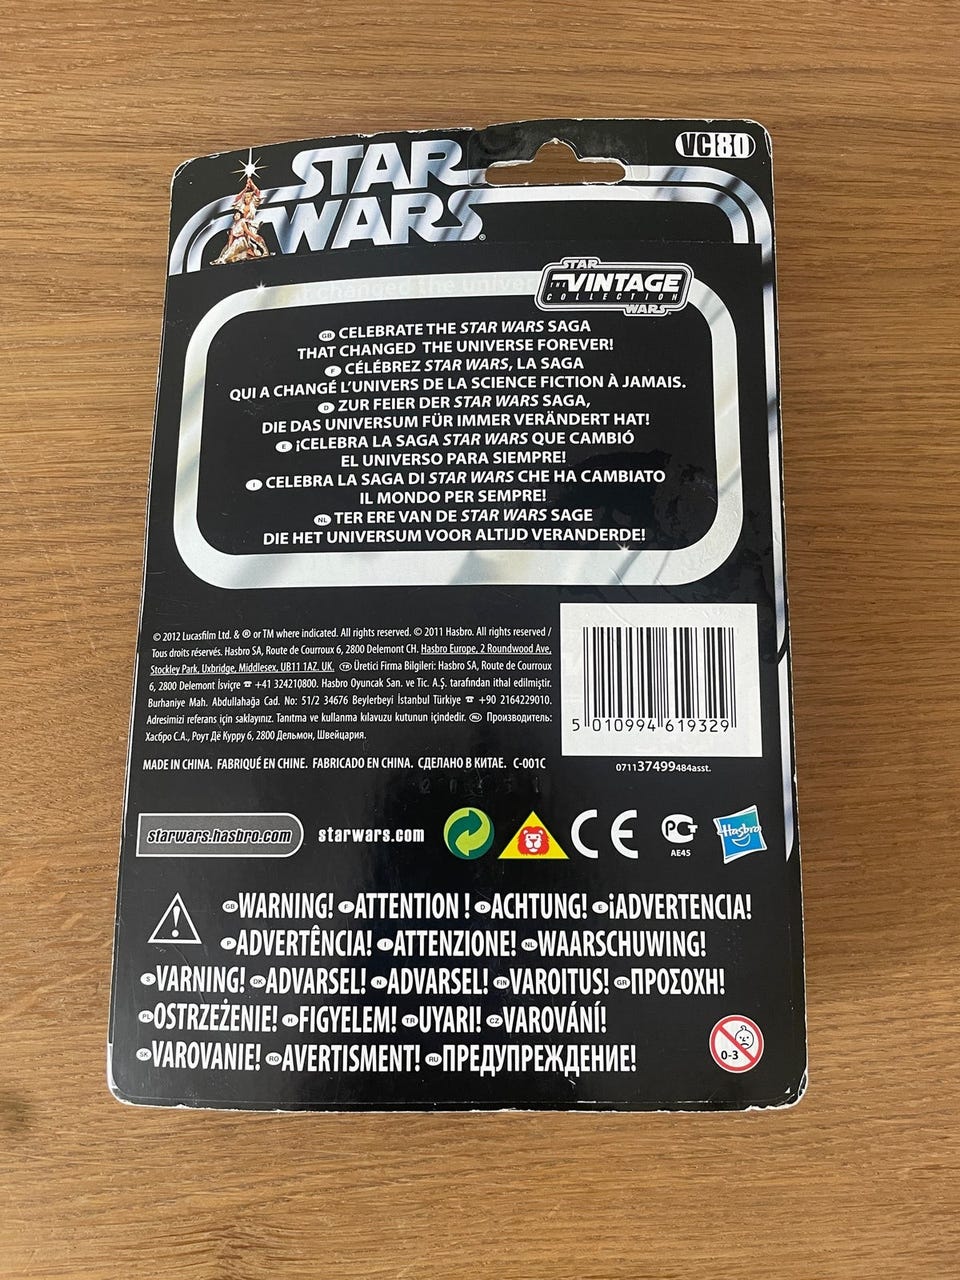 STAR
WARS®
VC80
STAR
THE VINTAGE
COLLECTION
WARS
t changed the univer
GB CELEBRATE THE STAR WARS SAGA
THAT CHANGED THE UNIVERSE FOREVER!
F CÉLÉBREZ STAR WARS, LA SAGA
QUI A CHANGÉ L'UNIVERS DE LA SCIENCE FICTION À JAMAIS.
D ZUR FEIER DER STAR WARS SAGA,
DIE DAS UNIVERSUM FÜR IMMER VERÄNDERT HAT!
E ¡CELEBRA LA SAGA STAR WARS QUE CAMBIÓ
EL UNIVERSO PARA SIEMPRE!
I CELEBRA LA SAGA DI STAR WARS CHE HA CAMBIATO
IL MONDO PER SEMPRE!
NL TER ERE VAN DE STAR WARS SAGE
DIE HET UNIVERSUM VOOR ALTIJD VERANDERDE!
© 2012 Lucasfilm Ltd. & ® or TM where indicated. All rights reserved. © 2011 Hasbro. All rights reserved /
Tous droits réservés. Hasbro SA, Route de Courroux 6, 2800 Delemont CH. Hasbro Europe, 2 Roundwood Ave,
Stockley Park, Uxbridge, Middlesex, UB11 1AZ. UK. TR Üretici Firma Bilgileri: Hasbro SA, Route de Courroux
6, 2800 Delemont İsviçre ☎ +41 324210800. Hasbro Oyuncak San. ve Tic. A.Ş. tarafından ithal edilmiştir.
Burhaniye Mah. Abdullahağa Cad. No: 51/2 34676 Beylerbeyi İstanbul Türkiye ☎ +90 2164229010.
Adresimizi referans için saklayınız. Tanıtma ve kullanma kılavuzu kutunun içindedir. RU Производитель:
Хасбро С.А., Роут Дё Курру 6, 2800 Дельмон, Швейцария.
MADE IN CHINA. FABRIQUÉ EN CHINE. FABRICADO EN CHINA. СДЕЛАНО В КИТАЕ. C-001C
5 010994 619329
071137499484asst.
starwars.hasbro.com
starwars.com
CE
РСТ
АЕ45
Hasbro
GB WARNING! F ATTENTION ! D ACHTUNG! E ¡ADVERTENCIA!
P ADVERTÊNCIA! I ATTENZIONE! NL WAARSCHUWING!
S VARNING! DK ADVARSEL! N ADVARSEL! FIN VAROITUS! GR ΠΡΟΣΟΧΗ!
PL OSTRZEŻENIE! H FIGYELEM! TR UYARI! CZ VAROVÁNÍ!
SK VAROVANIE! RO AVERTISMENT! RU ПРЕДУПРЕЖДЕНИЕ!
0-3